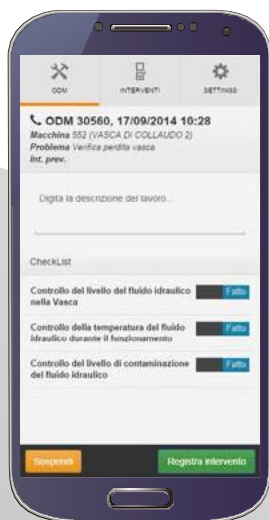 ODM
INTERVENTI
SETTINGS
ODM 30560, 17/09/2014 10:28
Macchina 552 (VASCA DI COLLAUDO 2)
Problema Verifica perdita vasca
Int. prev.
Digita la descrizione del lavoro...
CheckList
Controllo del livello del fluido idraulico
nella Vasca
Fatto
Controllo della temperatura del fluido
idraulico durante il funzionamento
Fatto
Controllo del livello di contaminazione
del fluido idraulico
Fatto
Sospendi
Registra intervento